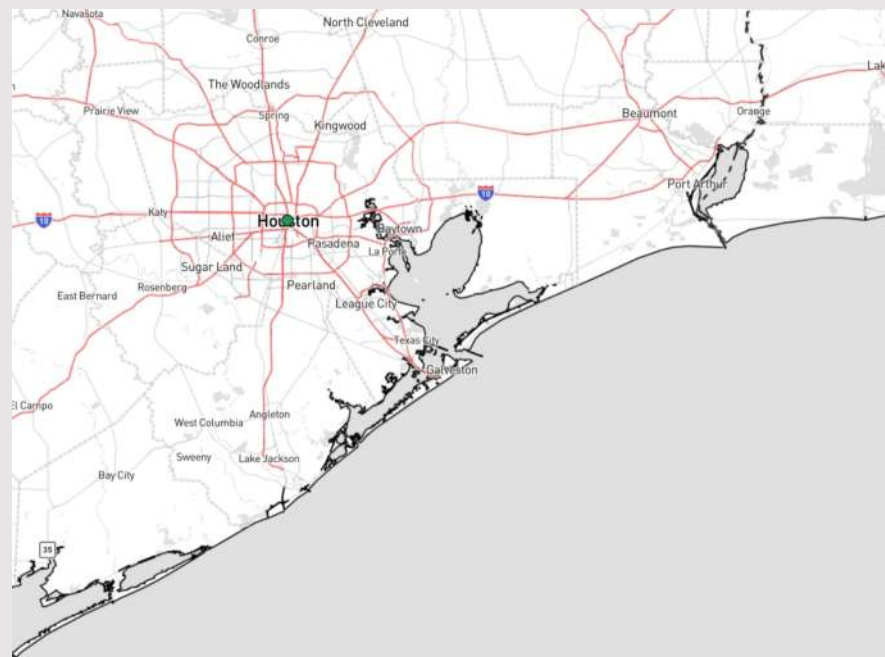 Navasota
North Cleveland
Conroe
Lak
The Woodlands
Prairie View
Spring
Kingwood
Beaumont
Orange
Port Arthur
10
10
Katy
Houston
Baytown
Alief
Pasadena
La Porte
Sugar Land
Pearland
Rosenberg
East Bernard
League City
Texas City
Galveston
El Campo
Angleton
West Columbia
Sweeny
Lake Jackson
Bay City
35